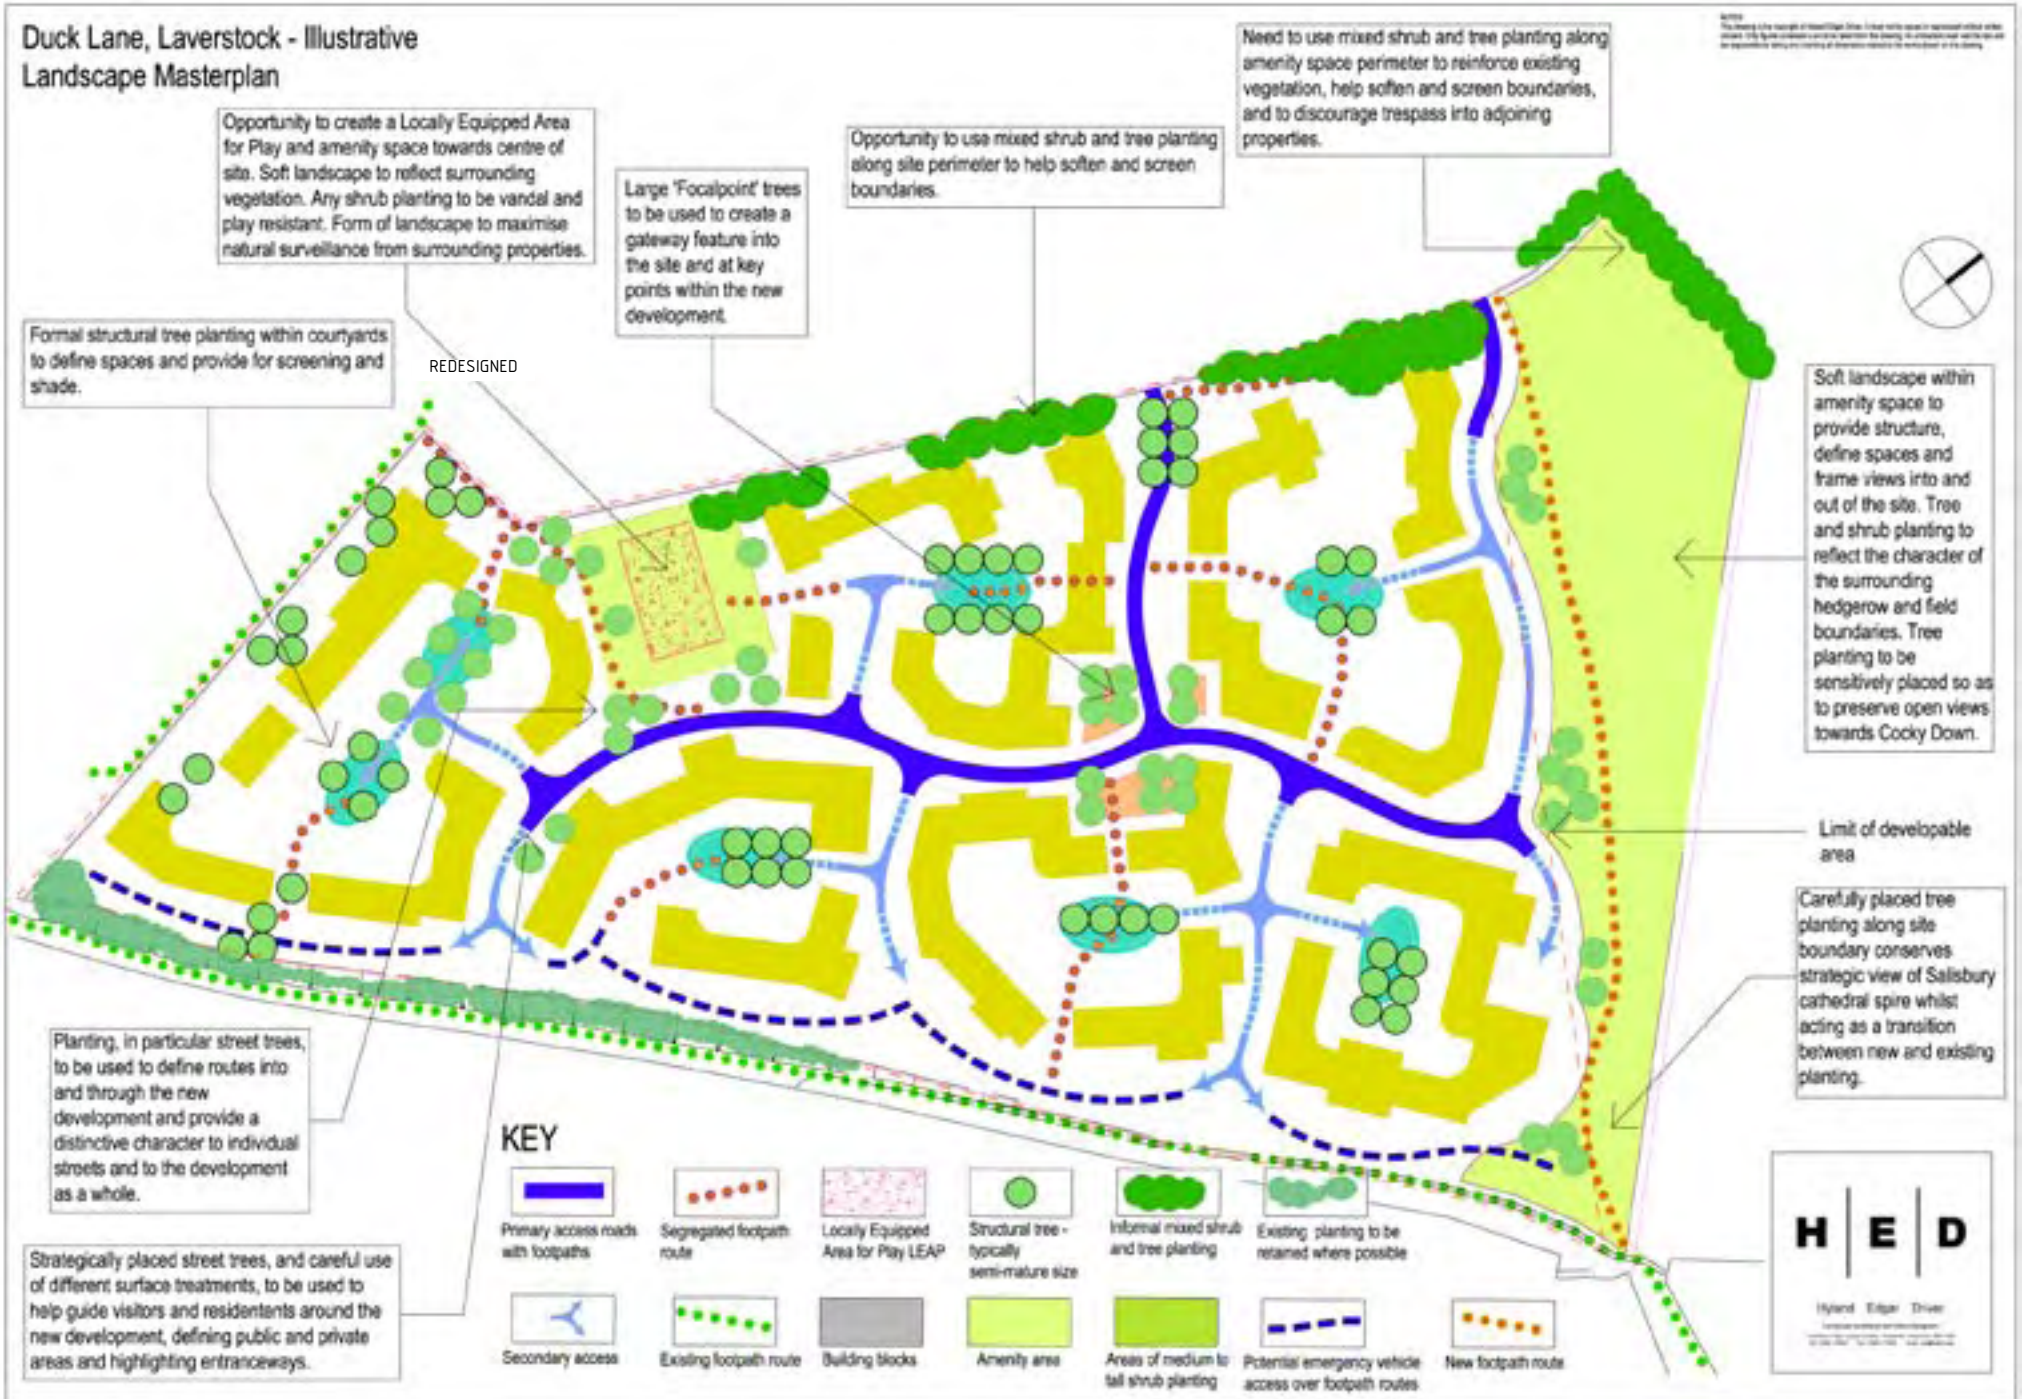 Duck Lane, Laverstock - Illustrative
Landscape Masterplan
Opportunity to create a Locally Equipped Area
for Play and amenity space towards centre of
site. Soft landscape to reflect surrounding
vegetation. Any shrub planting to be vandal and
play resistant. Form of landscape to maximise
natural surveillance from surrounding properties.
Large 'Focalpoint' trees
to be used to create a
gateway feature into
the site and at key
points within the new
development.
Opportunity to use mixed shrub and tree planting
along site perimeter to help soften and screen
boundaries.
Need to use mixed shrub and tree planting along
amenity space perimeter to reinforce existing
vegetation, help soften and screen boundaries,
and to discourage trespass into adjoining
properties.
Formal structural tree planting within courtyards
to define spaces and provide for screening and
shade.
REDESIGNED
Soft landscape within
amenity space to
provide structure,
define spaces and
frame views into and
out of the site. Tree
and shrub planting to
reflect the character of
the surrounding
hedgerow and field
boundaries. Tree
planting to be
sensitively placed so as
to preserve open views
towards Cocky Down.
Limit of developable
area
Carefully placed tree
planting along site
boundary conserves
strategic view of Salisbury
cathedral spire whilst
acting as a transition
between new and existing
planting.
Planting, in particular street trees,
to be used to define routes into
and through the new
development and provide a
distinctive character to individual
streets and to the development
as a whole.
Strategically placed street trees, and careful use
of different surface treatments, to be used to
help guide visitors and residentents around the
new development, defining public and private
areas and highlighting entranceways.
KEY
Primary access roads
with footpaths
Segregated footpath
route
Locally Equipped
Area for Play LEAP
Structural tree -
typically
semi-mature size
Informal mixed shrub
and tree planting
Existing planting to be
retained where possible
Secondary access
Existing footpath route
Building blocks
Amenity area
Areas of medium to
tall shrub planting
Potential emergency vehicle
access over footpath routes
New footpath route
H E D
Hyland Edgar Driver